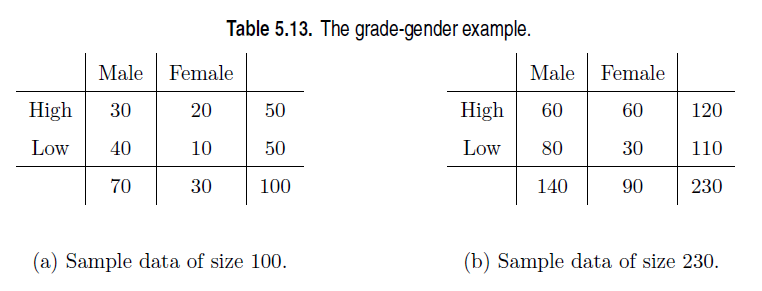 Table 5.13. The grade-gender example.
Male Female
High 30 20 50
Low 40 10 50
70 30 100
(a) Sample data of size 100.
Male Female
High 60 60 120
Low 80 30 110
140 90 230
(b) Sample data of size 230.